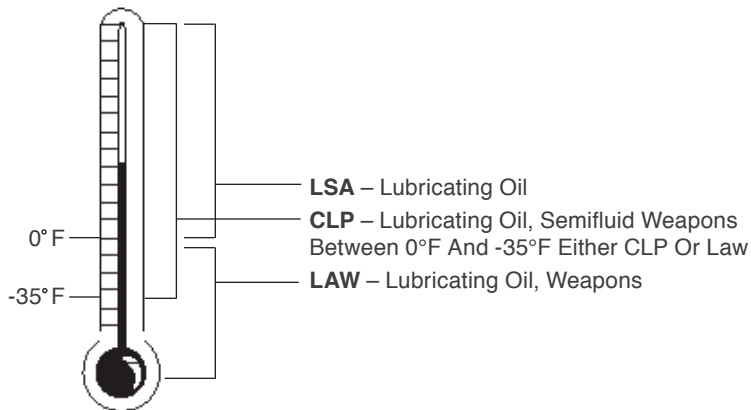 LSA – Lubricating Oil
CLP – Lubricating Oil, Semifluid Weapons
0°F
Between 0°F And -35°F Either CLP Or Law
LAW – Lubricating Oil, Weapons
-35°F